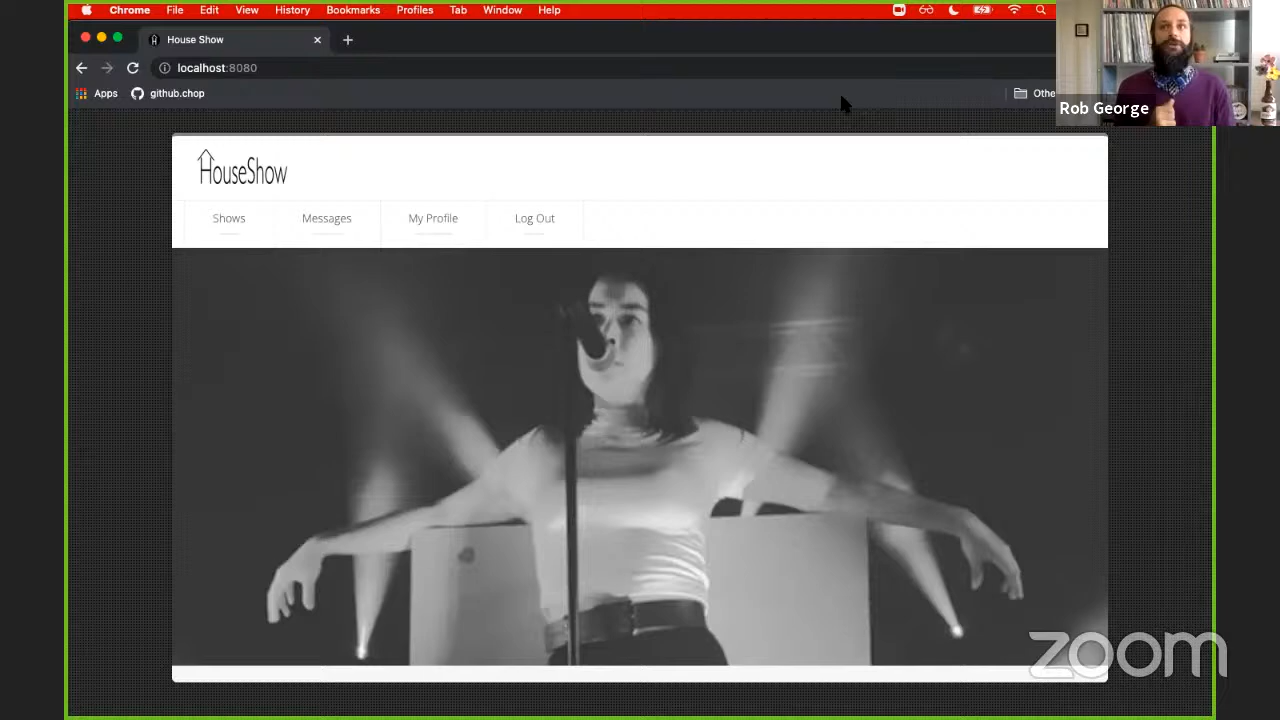 Chrome File Edit View History Bookmarks Profiles Tab Window Help
House Show
localhost:8080
Apps github.chop Othe
Rob George
HouseShow
Shows Messages My Profile Log Out
zoom